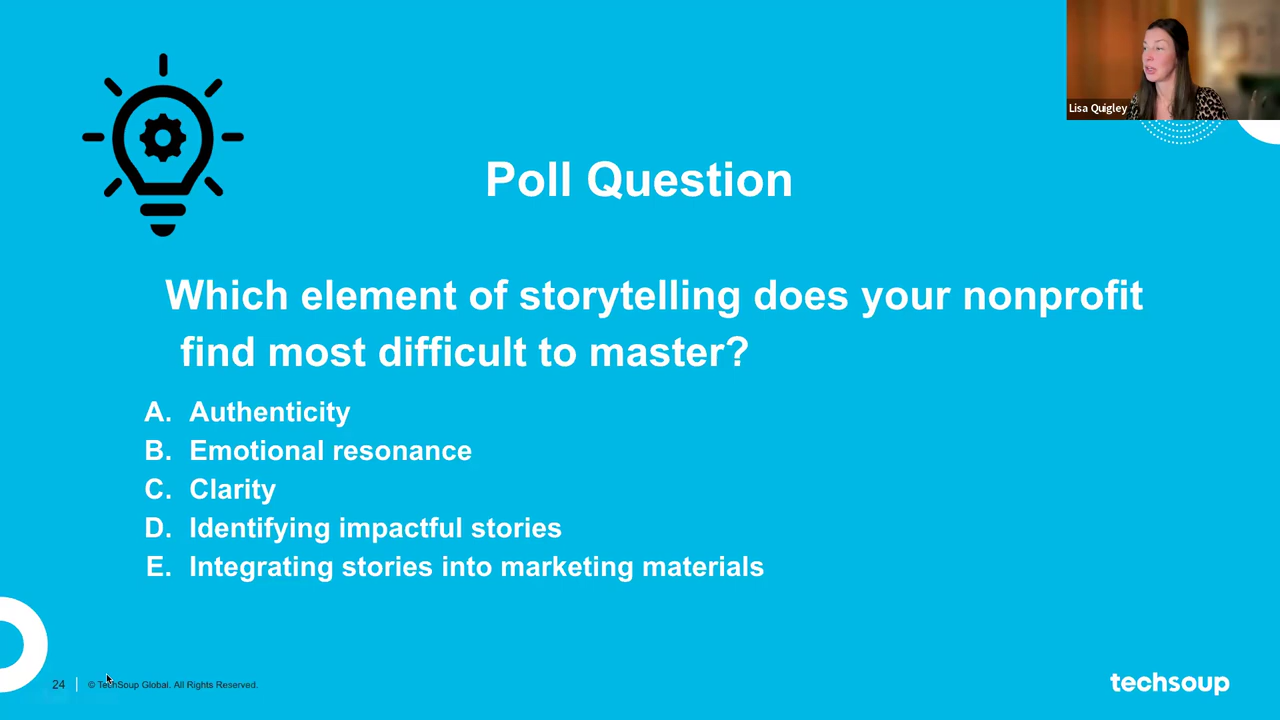 Lisa Quigley
Poll Question
Which element of storytelling does your nonprofit
find most difficult to master?
A. Authenticity
B. Emotional resonance
C. Clarity
D. Identifying impactful stories
E. Integrating stories into marketing materials
24
© TechSoup Global. All Rights Reserved.
techsoup